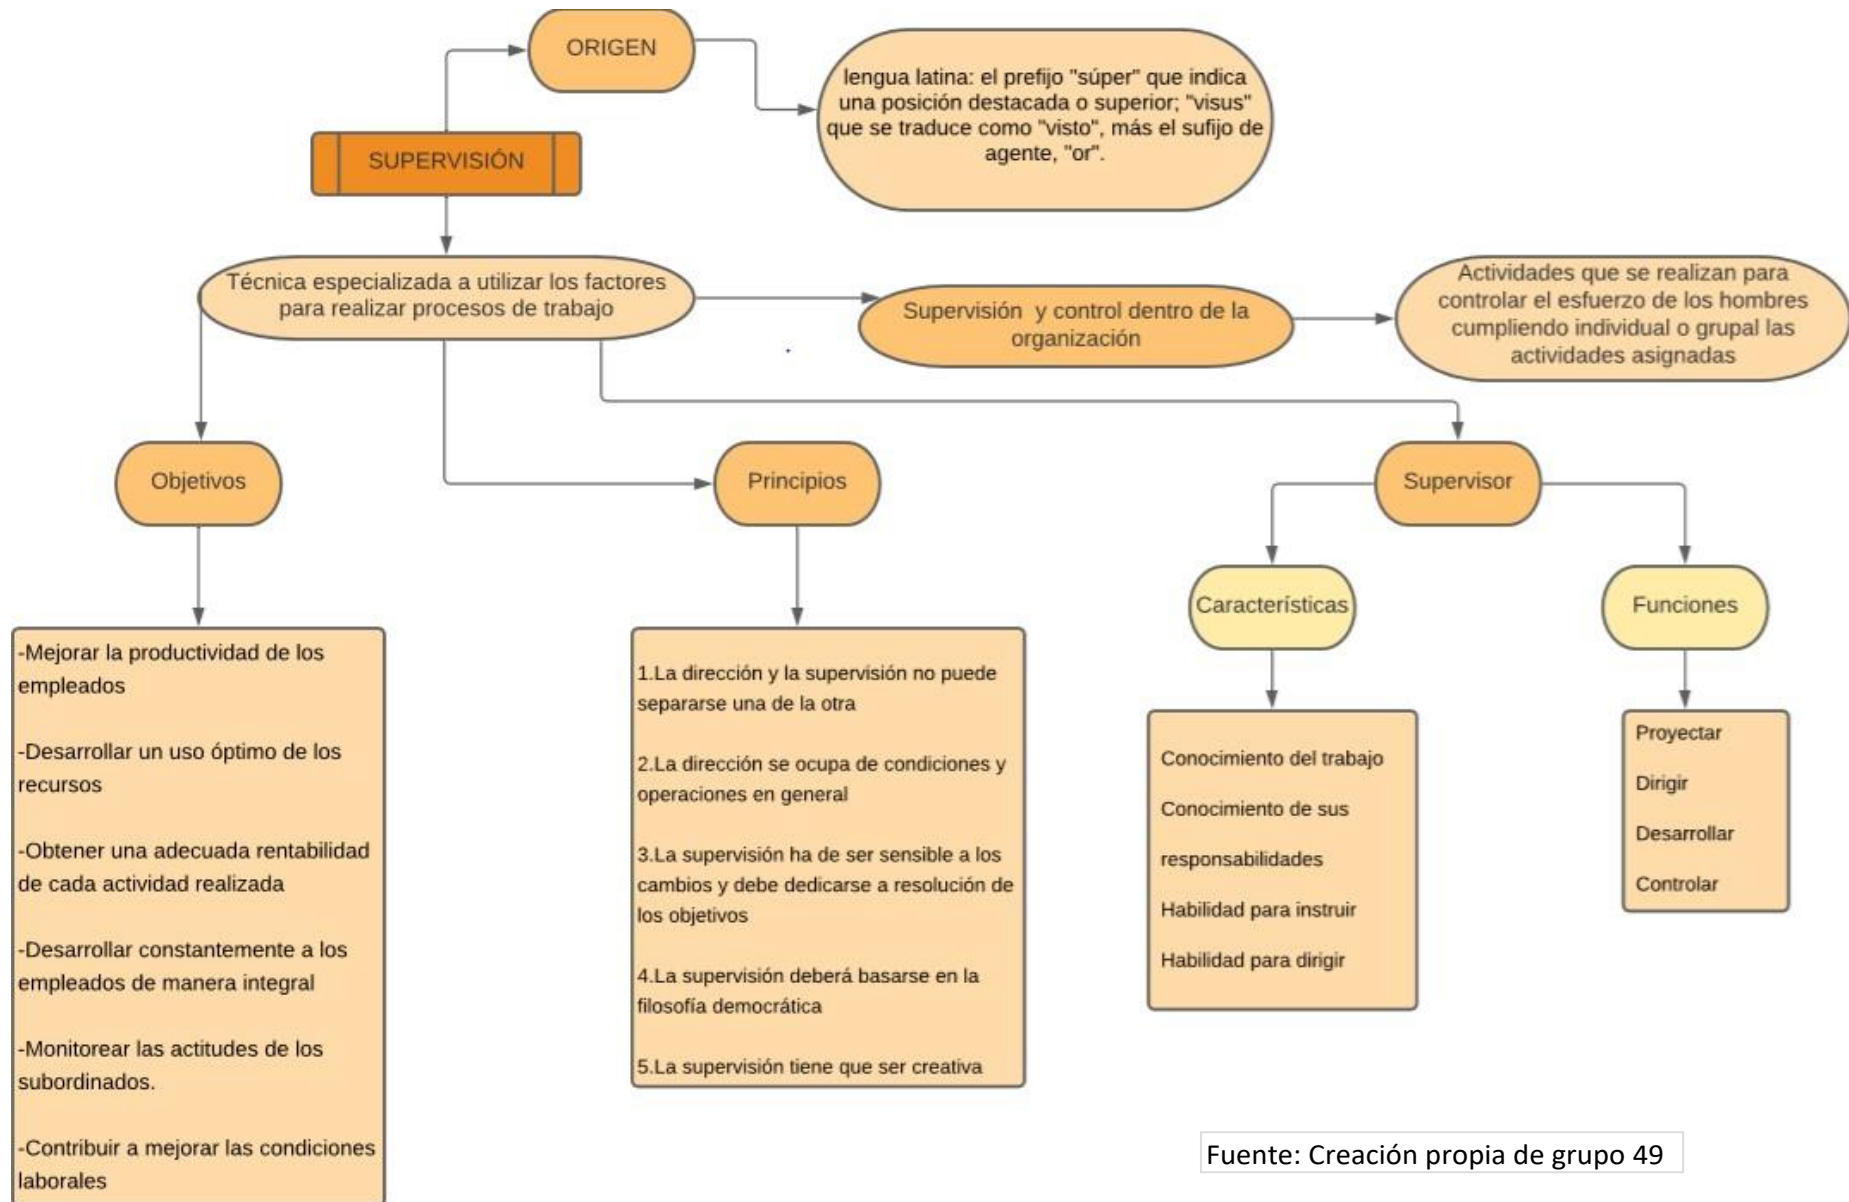 ORIGEN
lengua latina: el prefijo "súper" que indica
una posición destacada o superior; "visus"
que se traduce como "visto", más el sufijo de
agente, "or".
SUPERVISIÓN
Técnica especializada a utilizar los factores
para realizar procesos de trabajo
Supervisión y control dentro de la
organización
Actividades que se realizan para
controlar el esfuerzo de los hombres
cumpliendo individual o grupal las
actividades asignadas
Objetivos
Principios
Supervisor
Características
Funciones
-Mejorar la productividad de los
empleados
-Desarrollar un uso óptimo de los
recursos
-Obtener una adecuada rentabilidad
de cada actividad realizada
-Desarrollar constantemente a los
empleados de manera integral
-Monitorear las actitudes de los
subordinados.
-Contribuir a mejorar las condiciones
laborales
1.La dirección y la supervisión no puede
separarse una de la otra
2.La dirección se ocupa de condiciones y
operaciones en general
3.La supervisión ha de ser sensible a los
cambios y debe dedicarse a resolución de
los objetivos
4.La supervisión deberá basarse en la
filosofía democrática
5.La supervisión tiene que ser creativa
Conocimiento del trabajo
Conocimiento de sus
responsabilidades
Habilidad para instruir
Habilidad para dirigir
Proyectar
Dirigir
Desarrollar
Controlar
Fuente: Creación propia de grupo 49